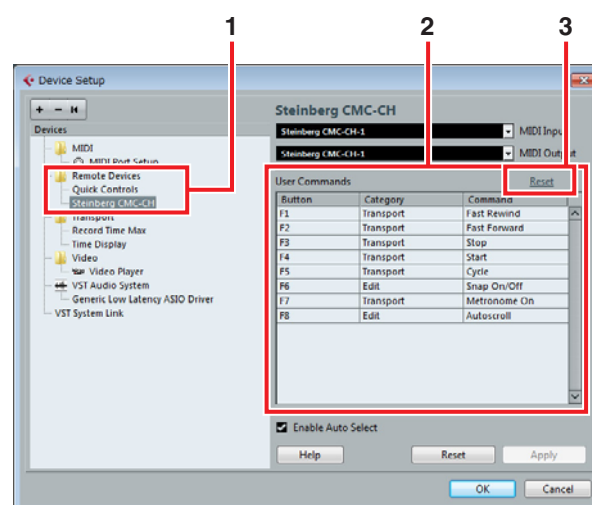 1 2 3
Device Setup
+ - 
Devices
MIDI
MIDI Port Setup
Remote Devices
Quick Controls
Steinberg CMC-CH
Transport
Record Time Max
Time Display
Video
Video Player
VST Audio System
Generic Low Latency ASIO Driver
VST System Link
Steinberg CMC-CH
Steinberg CMC-CH-1 MIDI Input
Steinberg CMC-CH-1 MIDI Output
User Commands Reset
Button Category Command
F1 Transport Fast Rewind
F2 Transport Fast Forward
F3 Transport Stop
F4 Transport Start
F5 Transport Cycle
F6 Edit Snap On/Off
F7 Transport Metronome On
F8 Edit Autoscroll
Enable Auto Select
Help Reset Apply
OK Cancel